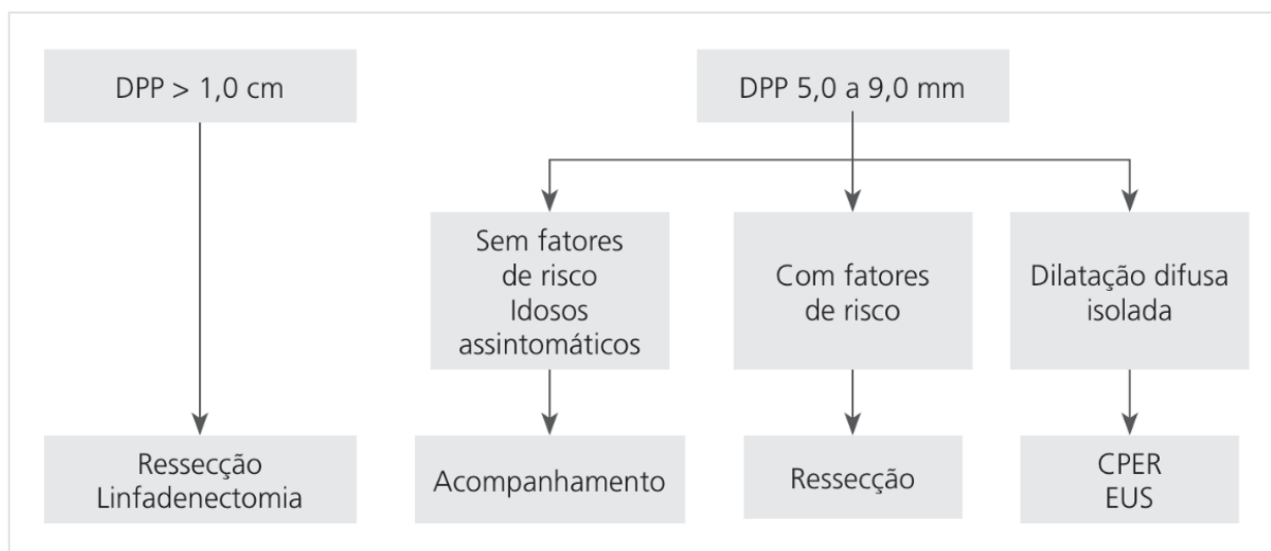 DPP > 1,0 cm
DPP 5,0 a 9,0 mm
Sem fatores
de risco
Idosos
assintomáticos
Com fatores
de risco
Dilatação difusa
isolada
Ressecção
Linfadenectomia
Acompanhamento
Ressecção
CPER
EUS